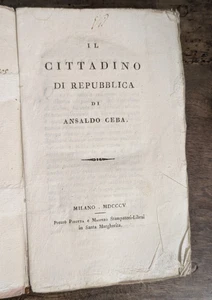 IL
CITTADINO
DI REPUBBLICA
DI
ANSALDO CEBA.
MILANO, MDCCCV
Presso Pirotta e Maspero Stampatori-Librai
in Santa Margherita.